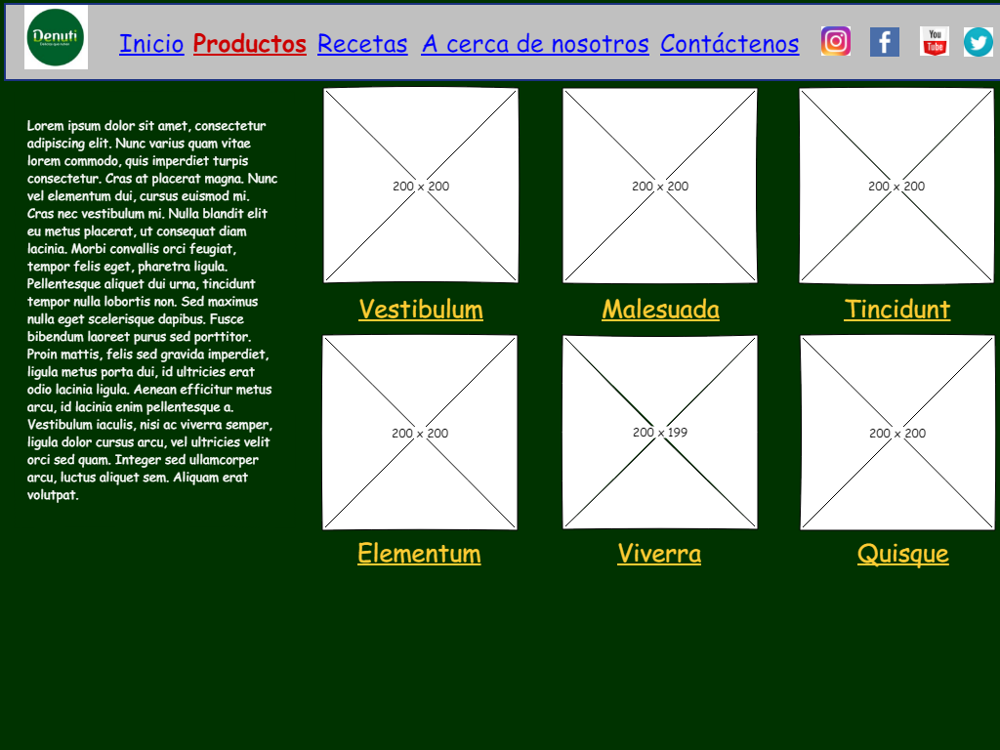 Denuti
Inicio Productos Recetas A cerca de nosotros Contáctenos
You
Tube
Lorem ipsum dolor sit amet, consectetur
adipiscing elit. Nunc varius quam vitae
lorem commodo, quis imperdiet turpis
consectetur. Cras at placerat magna. Nunc
vel elementum dui, cursus euismod mi.
Cras nec vestibulum mi. Nulla blandit elit
eu metus placerat, ut consequat diam
lacinia. Morbi convallis orci feugiat,
tempor felis eget, pharetra ligula.
Pellentesque aliquet dui urna, tincidunt
tempor nulla lobortis non. Sed maximus
nulla eget scelerisque dapibus. Fusce
bibendum laoreet purus sed porttitor.
Proin mattis, felis sed gravida imperdiet,
ligula metus porta dui, id ultricies erat
odio lacinia ligula. Aenean efficitur metus
arcu, id lacinia enim pellentesque a.
Vestibulum iaculis, nisi ac viverra semper,
ligula dolor cursus arcu, vel ultricies velit
orci sed quam. Integer sed ullamcorper
arcu, luctus aliquet sem. Aliquam erat
volutpat.
200 x 200 200 x 200 200 x 200
Vestibulum Malesuada Tincidunt
200 x 200 200 x 199 200 x 200
Elementum Viverra Quisque